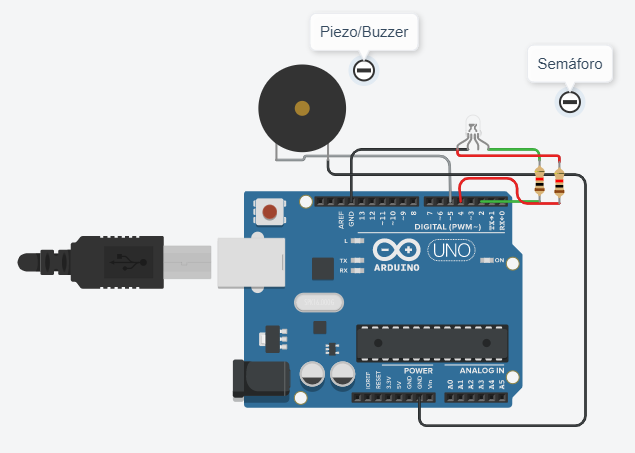 Piezo/Buzzer
Semáforo
AREF
GND
13
12
~11
~10
~9
8
7
~6
~5
4
~3
2
TX→1
RX←0
DIGITAL (PWM~)
L
TX
RX
ARDUINO
UNO
ON
IOREF
RESET
3.3V
5V
GND
GND
Vin
POWER
ANALOG IN
A0
A1
A2
A3
A4
A5